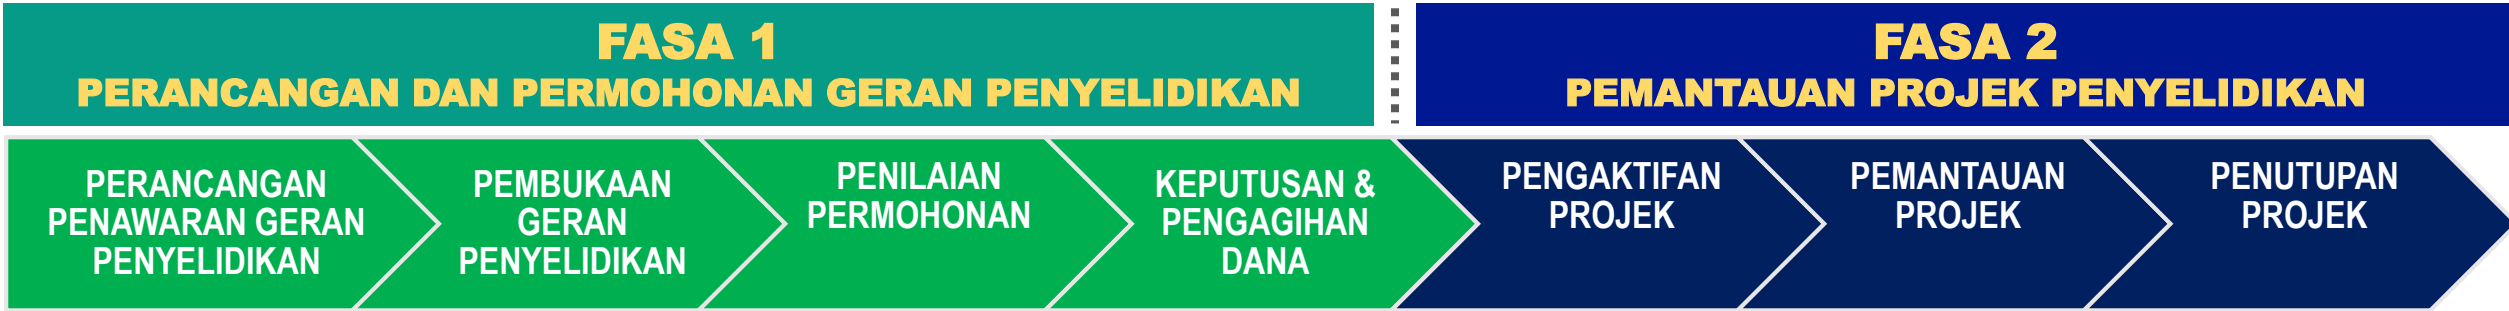 FASA 1
PERANCANGAN DAN PERMOHONAN GERAN PENYELIDIKAN
FASA 2
PEMANTAUAN PROJEK PENYELIDIKAN
PERANCANGAN
PENAWARAN GERAN
PENYELIDIKAN
PEMBUKAAN
GERAN
PENYELIDIKAN
PENILAIAN
PERMOHONAN
KEPUTUSAN &
PENGAGIHAN
DANA
PENGAKTIFAN
PROJEK
PEMANTAUAN
PROJEK
PENUTUPAN
PROJEK